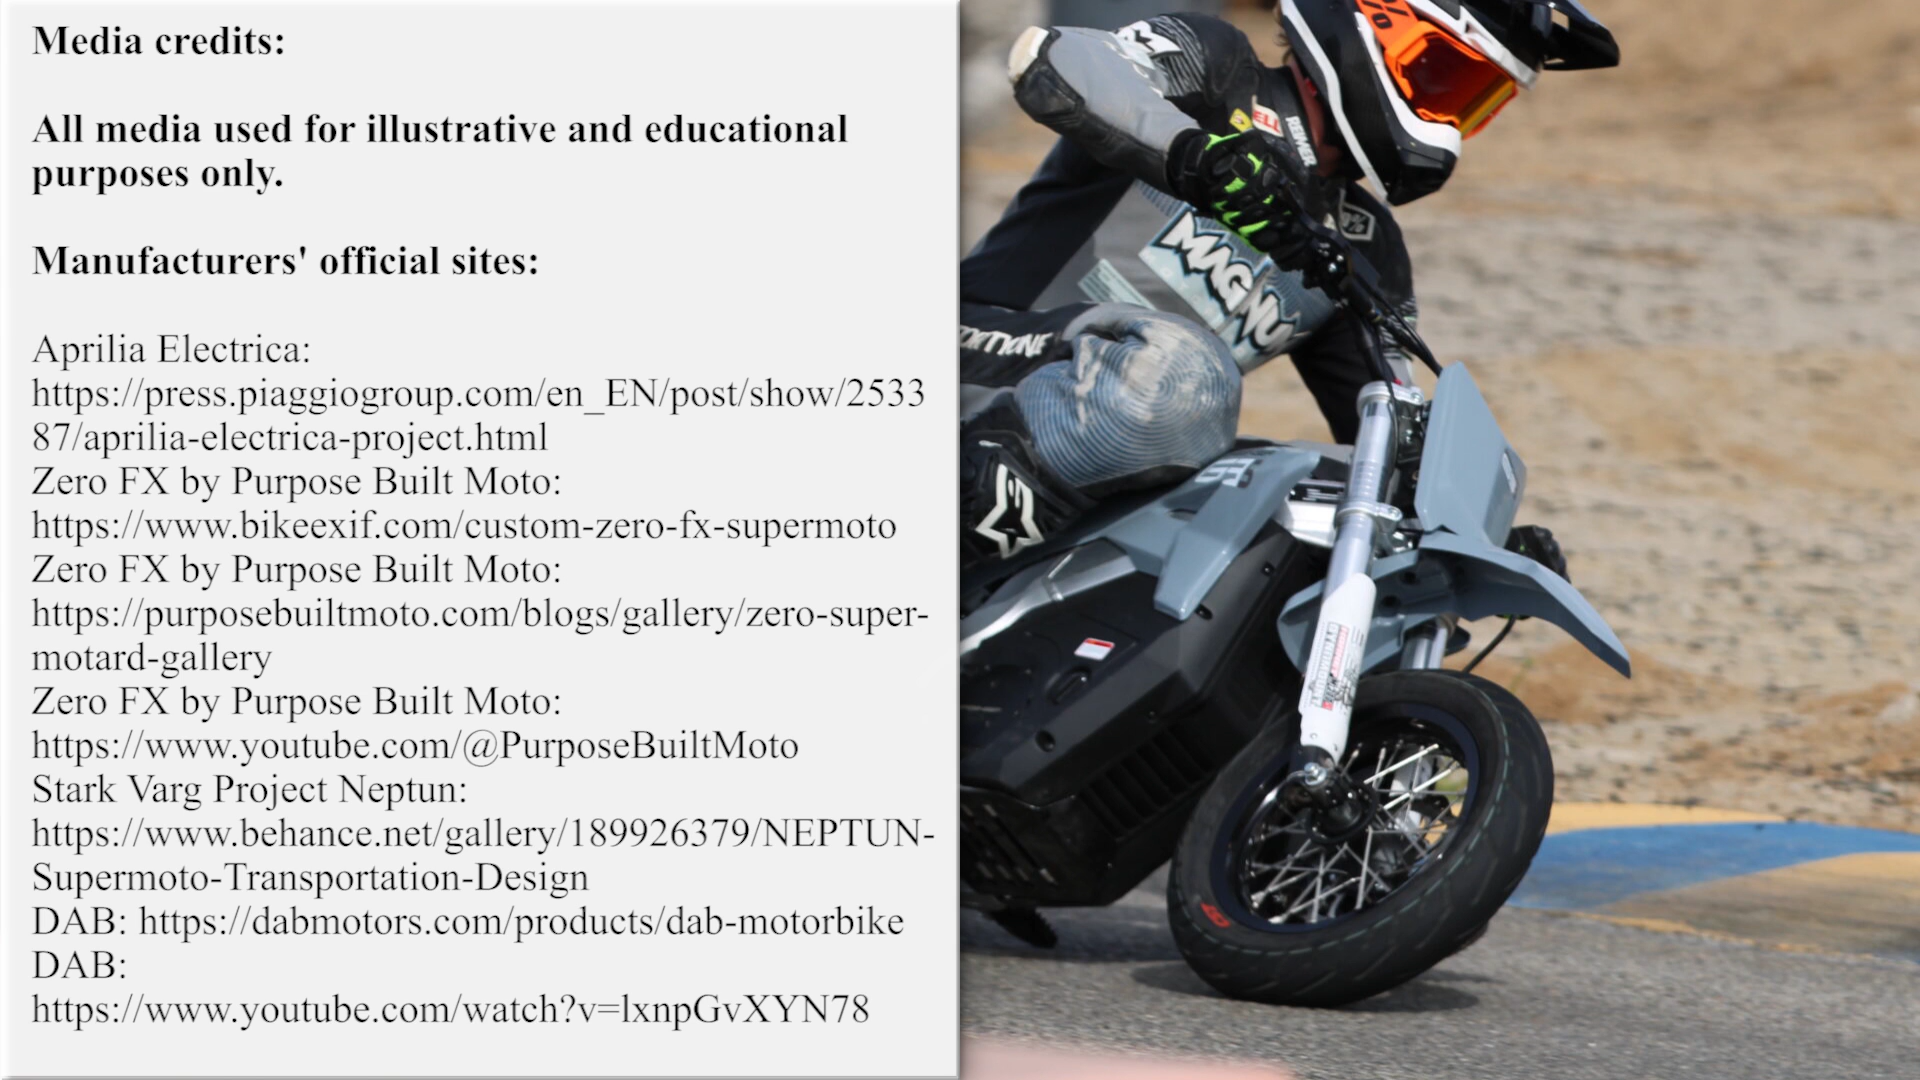 Media credits:
All media used for illustrative and educational
purposes only.
Manufacturers' official sites:
Aprilia Electrica:
https://press.piaggiogroup.com/en_EN/post/show/2533
87/aprilia-electrica-project.html
Zero FX by Purpose Built Moto:
https://www.bikeexif.com/custom-zero-fx-supermoto
Zero FX by Purpose Built Moto:
https://purposebuiltmoto.com/blogs/gallery/zero-super-
motard-gallery
Zero FX by Purpose Built Moto:
https://www.youtube.com/@PurposeBuiltMoto
Stark Varg Project Neptun:
https://www.behance.net/gallery/189926379/NEPTUN-
Supermoto-Transportation-Design
DAB: https://dabmotors.com/products/dab-motorbike
DAB:
https://www.youtube.com/watch?v=lxnpGvXYN78